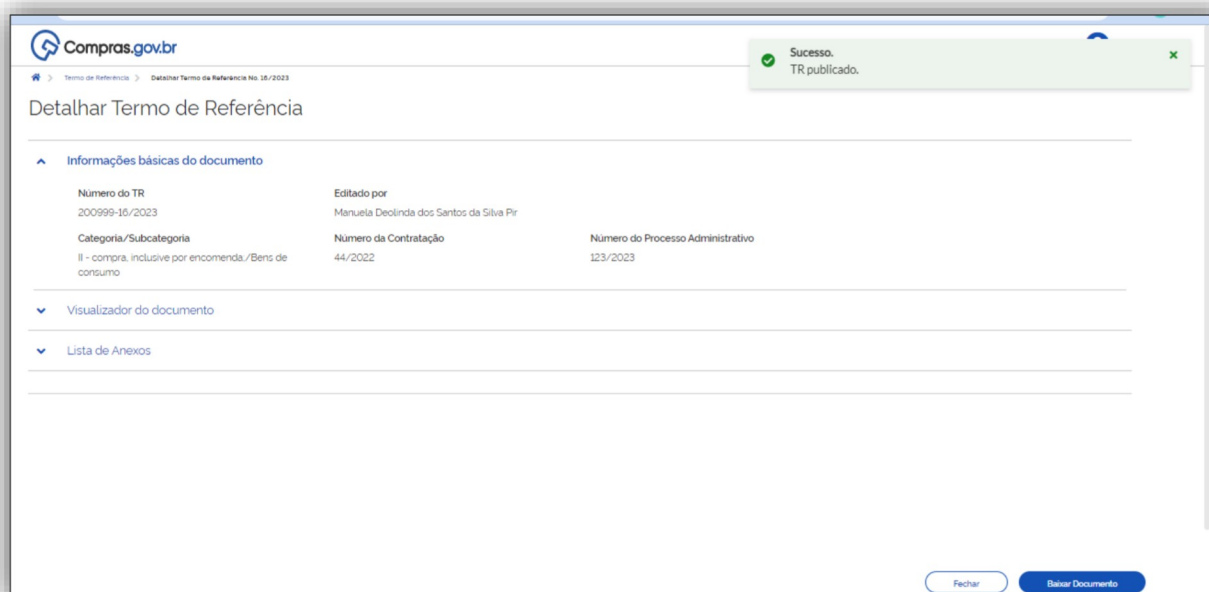 Compras.gov.br
Sucesso.
TR publicado.
Termo de Referência > Detalhar Termo de Referência No. 16/2023
Detalhar Termo de Referência
Informações básicas do documento
Número do TR Editado por
200999-16/2023 Manuela Deolinda dos Santos da Silva Pir
Categoria/Subcategoria Número da Contratação Número do Processo Administrativo
II - compra, inclusive por encomenda./Bens de 44/2022 123/2023
consumo
Visualizador do documento
Lista de Anexos
Fechar Baixar Documento